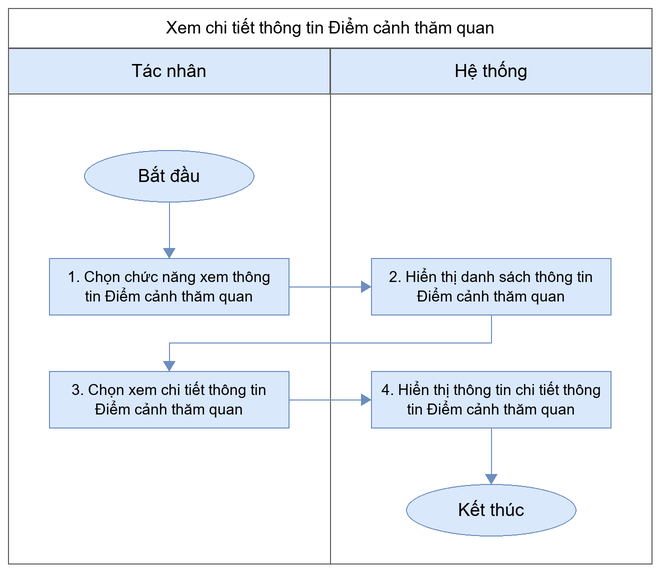 Xem chi tiết thông tin Điểm cảnh thăm quan
Tác nhân
Hệ thống
Bắt đầu
1. Chọn chức năng xem thông
tin Điểm cảnh thăm quan
2. Hiển thị danh sách thông tin
Điểm cảnh thăm quan
3. Chọn xem chi tiết thông tin
Điểm cảnh thăm quan
4. Hiển thị thông tin chi tiết thông
tin Điểm cảnh thăm quan
Kết thúc